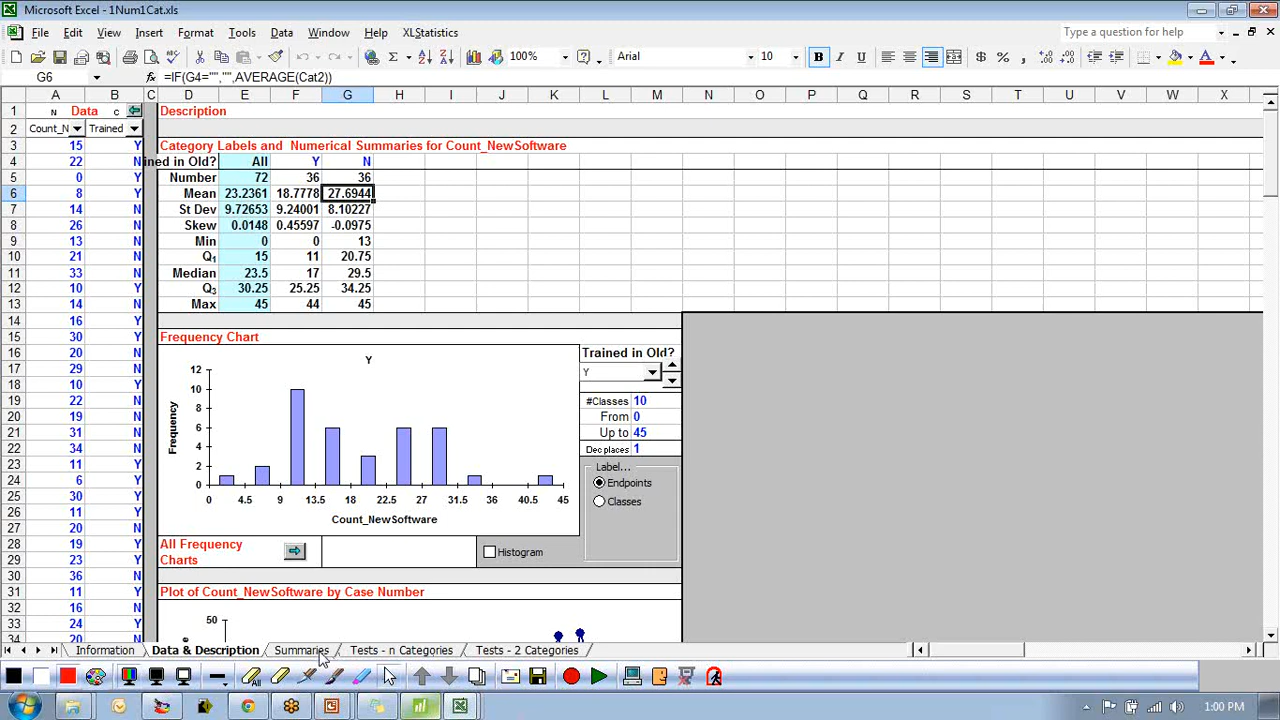 Microsoft Excel - 1Num1Cat.xls
File Edit View Insert Format Tools Data Window Help XLStatistics
Type a question for help
100% Arial 10 B I U
G6 fx =IF(G4="","",AVERAGE(Cat2))
A B C D E F G H I J K L M N O P Q R S T U V W X
1 N Data C Description
2 Count_N Trained
3 15 Y Category Labels and Numerical Summaries for Count_NewSoftware
4 22 N ined in Old? All Y N
5 0 Y Number 72 36 36
6 8 Y Mean 23.2361 18.7778 27.6944
7 14 N St Dev 9.72653 9.24001 8.10227
8 26 N Skew 0.0148 0.45597 -0.0975
9 13 N Min 0 0 13
10 21 N Q1 15 11 20.75
11 33 N Median 23.5 17 29.5
12 10 Y Q3 30.25 25.25 34.25
13 14 N Max 45 44 45
14 16 Y
15 30 Y Frequency Chart
16 20 N Y Trained in Old?
17 29 N Y
18 10 Y
19 22 N #Classes 10
20 19 N From 0
21 31 N Up to 45
22 34 N Dec places 1
23 11 Y Label...
24 6 Y Endpoints
25 30 Y Classes
26 11 Y
27 20 N
28 19 Y All Frequency
29 23 Y Charts Histogram
30 36 N
31 11 Y Plot of Count_NewSoftware by Case Number
32 16 N
33 24 Y 50
34 20 N
Frequency
12
10
8
6
4
2
0
0 4.5 9 13.5 18 22.5 27 31.5 36 40.5 45
Count_NewSoftware
Information Data & Description Summaries Tests - n Categories Tests - 2 Categories
1:00 PM